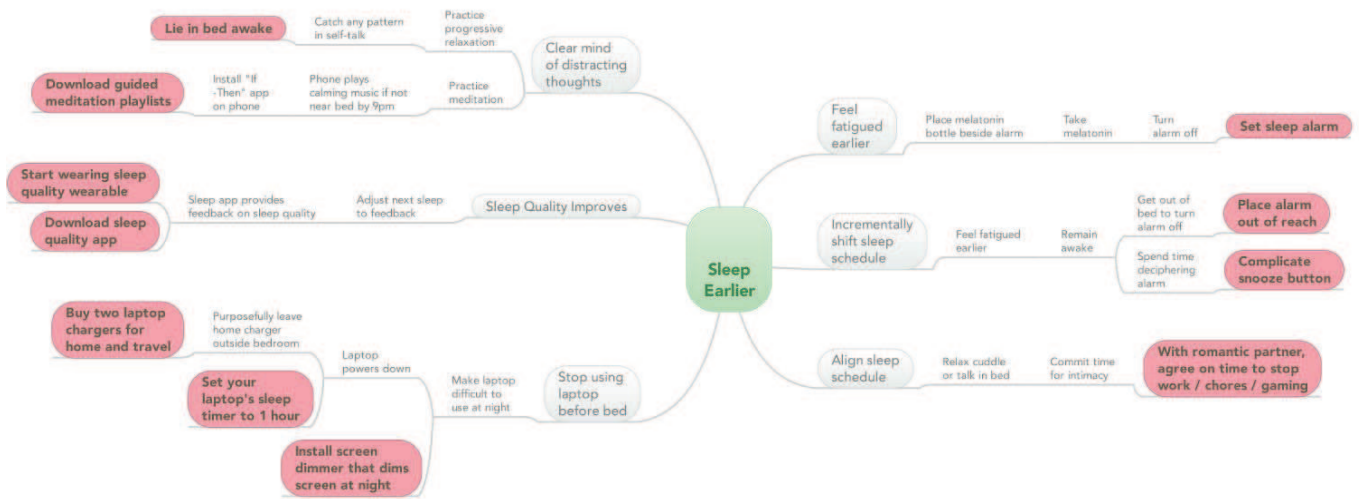 Lie in bed awake
Catch any pattern
in self-talk
Practice
progressive
relaxation
Clear mind
of distracting
thoughts
Download guided
meditation playlists
Install "If
-Then" app
on phone
Phone plays
calming music if not
near bed by 9pm
Practice
meditation
Start wearing sleep
quality wearable
Download sleep
quality app
Sleep app provides
feedback on sleep quality
Adjust next sleep
to feedback
Sleep Quality Improves
Buy two laptop
chargers for
home and travel
Purposefully leave
home charger
outside bedroom
Set your
laptop's sleep
timer to 1 hour
Laptop
powers down
Install screen
dimmer that dims
screen at night
Make laptop
difficult to
use at night
Stop using
laptop
before bed
Sleep
Earlier
Feel
fatigued
earlier
Place melatonin
bottle beside alarm
Take
melatonin
Turn
alarm off
Set sleep alarm
Incrementally
shift sleep
schedule
Feel fatigued
earlier
Remain
awake
Get out of
bed to turn
alarm off
Place alarm
out of reach
Spend time
deciphering
alarm
Complicate
snooze button
Align sleep
schedule
Relax cuddle
or talk in bed
Commit time
for intimacy
With romantic partner,
agree on time to stop
work / chores / gaming